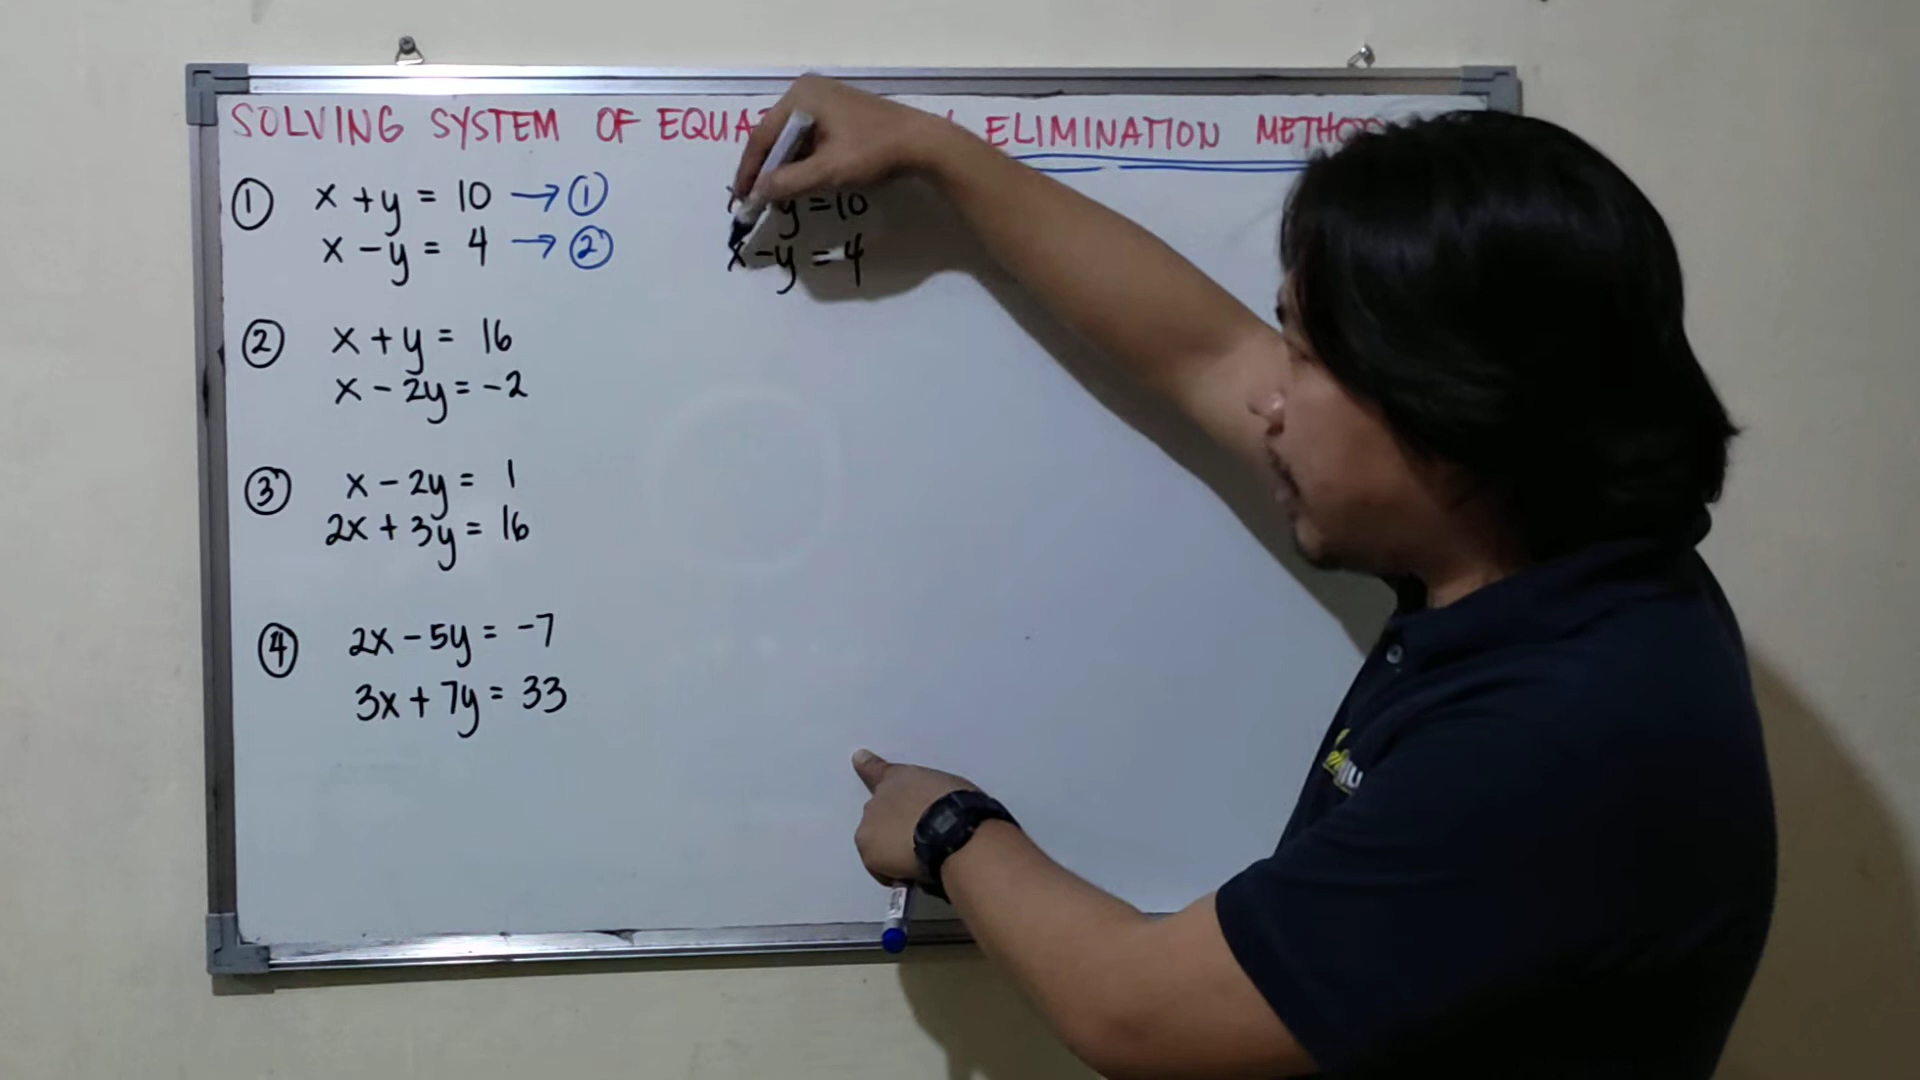 SOLVING SYSTEM OF ELIMINATION METHOD
① x + y = 10 → ①
x - y = 4 → ②
② x + y = 16
x - 2y = -2
③ x - 2y = 1
2x + 3y = 16
④ 2x - 5y = -7
3x + 7y = 33
y = 10
x - y = 4